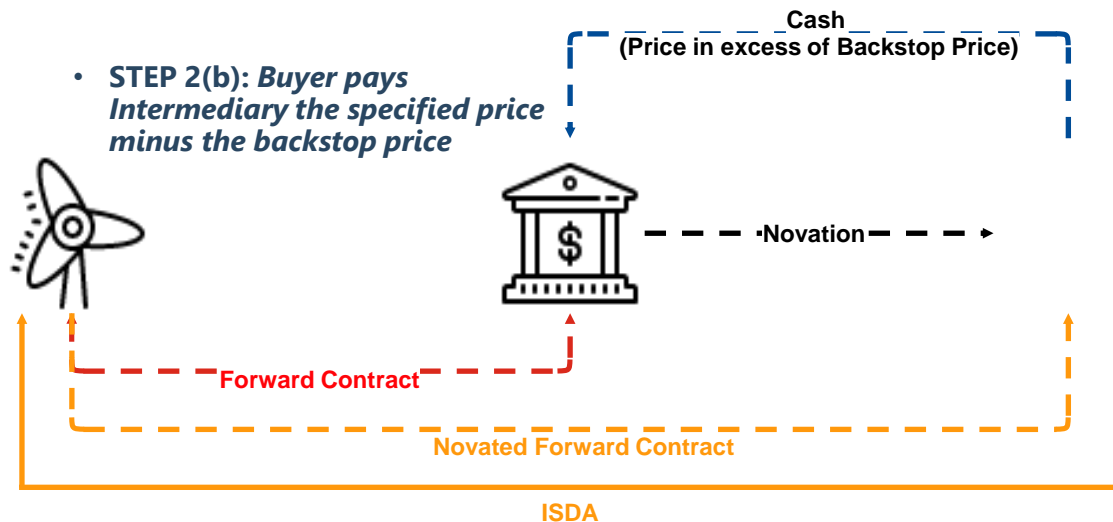 Cash
(Price in excess of Backstop Price)
• STEP 2(b): Buyer pays
Intermediary the specified price
minus the backstop price
$
Novation
Forward Contract
Novated Forward Contract
ISDA